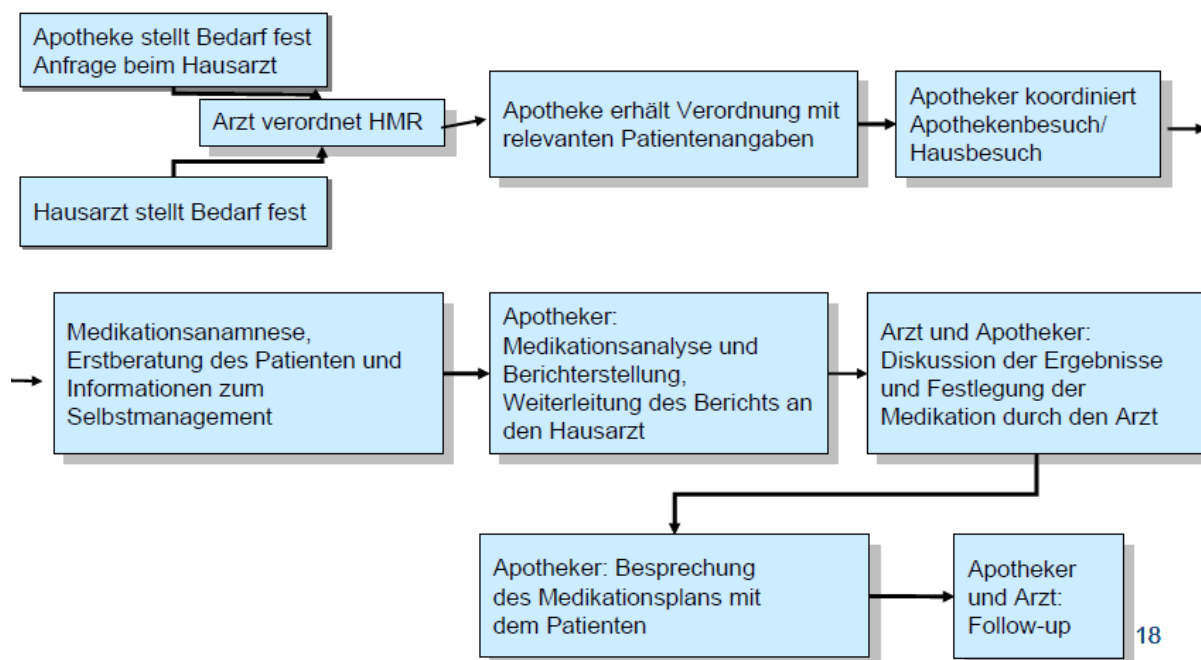 Apotheke stellt Bedarf fest
Anfrage beim Hausarzt
Arzt verordnet HMR
Hausarzt stellt Bedarf fest
Apotheke erhält Verordnung mit
relevanten Patientenangaben
Apotheker koordiniert
Apothekenbesuch/
Hausbesuch
Medikationsanamnese,
Erstberatung des Patienten und
Informationen zum
Selbstmanagement
Apotheker:
Medikationsanalyse und
Berichterstellung,
Weiterleitung des Berichts an
den Hausarzt
Arzt und Apotheker:
Diskussion der Ergebnisse
und Festlegung der
Medikation durch den Arzt
Apotheker: Besprechung
des Medikationsplans mit
dem Patienten
Apotheker
und Arzt:
Follow-up
18